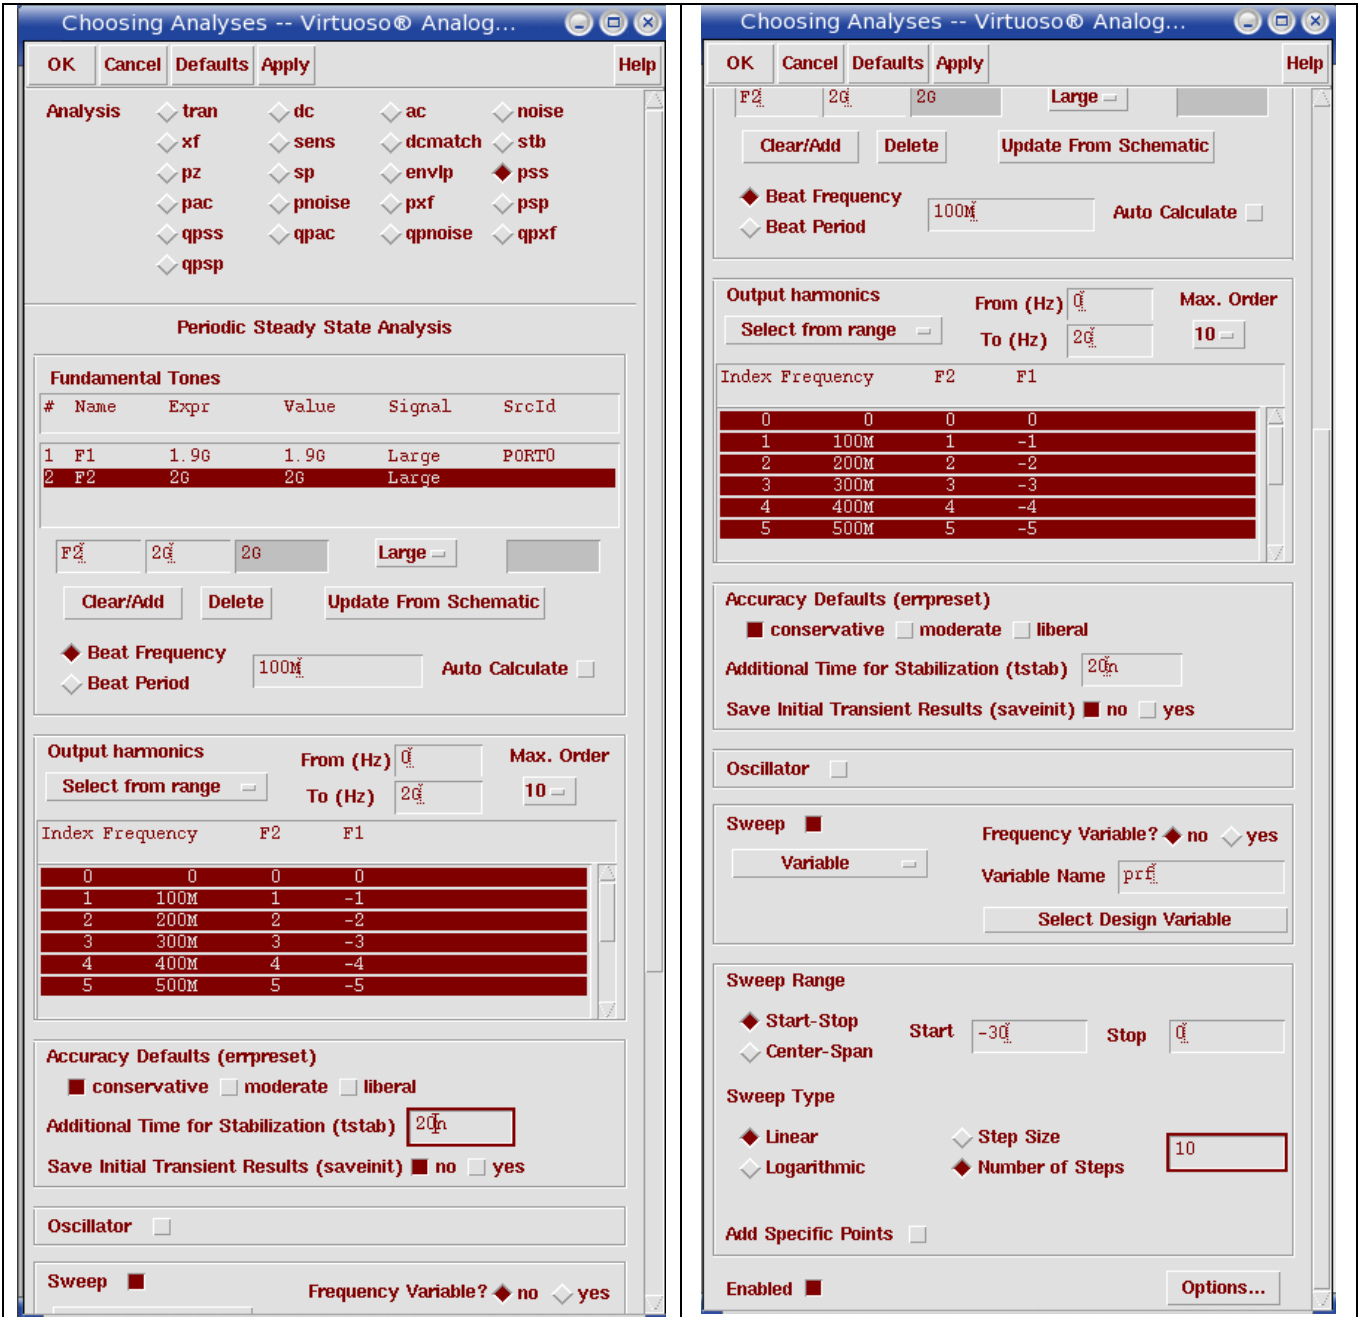 Choosing Analyses -- Virtuoso® Analog...
OK Cancel Defaults Apply Help
Analysis tran dc ac noise
xf sens dcmatch stb
pz sp envlp pss
pac pnoise pxf psp
qpss qpac qpnoise qpxf
qpsp
Periodic Steady State Analysis
Fundamental Tones
# Name Expr Value Signal SrcId
1 F1 1.9G 1.9G Large PORT0
2 F2 2G 2G Large
F2 2G 2G Large
Clear/Add Delete Update From Schematic
Beat Frequency
Beat Period
100M Auto Calculate
Output harmonics
Select from range
From (Hz) 0
To (Hz) 2G
Max. Order
10
Index Frequency F2 F1
0 0 0 0
1 100M 1 -1
2 200M 2 -2
3 300M 3 -3
4 400M 4 -4
5 500M 5 -5
Accuracy Defaults (errpreset)
conservative moderate liberal
Additional Time for Stabilization (tstab) 20n
Save Initial Transient Results (saveinit) no yes
Oscillator
Sweep Frequency Variable? no yes
Choosing Analyses -- Virtuoso® Analog...
OK Cancel Defaults Apply Help
F2 2G 2G Large
Clear/Add Delete Update From Schematic
Beat Frequency
Beat Period
100M Auto Calculate
Output harmonics
Select from range
From (Hz) 0
To (Hz) 2G
Max. Order
10
Index Frequency F2 F1
0 0 0 0
1 100M 1 -1
2 200M 2 -2
3 300M 3 -3
4 400M 4 -4
5 500M 5 -5
Accuracy Defaults (errpreset)
conservative moderate liberal
Additional Time for Stabilization (tstab) 20n
Save Initial Transient Results (saveinit) no yes
Oscillator
Sweep Frequency Variable? no yes
Variable Variable Name prf
Select Design Variable
Sweep Range
Start-Stop
Center-Span
Start -30 Stop 0
Sweep Type
Linear Step Size
Logarithmic Number of Steps
10
Add Specific Points
Enabled Options...